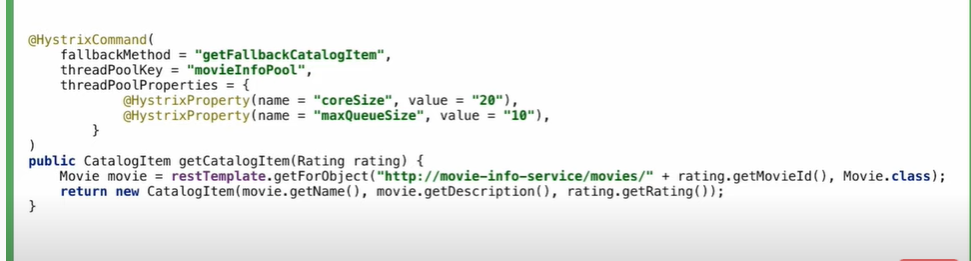 @HystrixCommand(
    fallbackMethod = "getFallbackCatalogItem",
    threadPoolKey = "movieInfoPool",
    threadPoolProperties = {
            @HystrixProperty(name = "coreSize", value = "20"),
            @HystrixProperty(name = "maxQueueSize", value = "10"),
        }
)
public CatalogItem getCatalogItem(Rating rating) {
    Movie movie = restTemplate.getForObject("http://movie-info-service/movies/" + rating.getMovieId(), Movie.class);
    return new CatalogItem(movie.getName(), movie.getDescription(), rating.getRating());
}